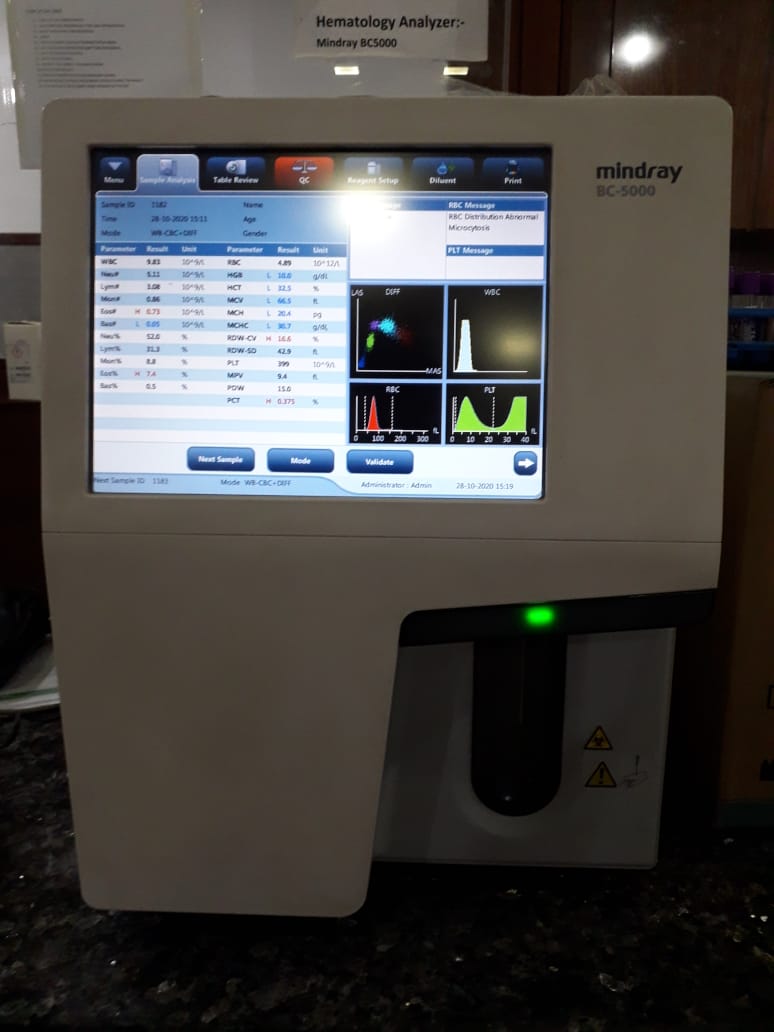 Hematology Analyzer:-
Mindray BC5000
mindray
BC-5000
Menu Sample Analysis Table Review QC Reagent Setup Diluent Print
Sample ID 1182 Name
Time 28-10-2020 15:11 Age
Mode WB-CBC+DIFF Gender
RBC Message
RBC Distribution Abnormal
Microcytosis
PLT Message
Parameter Result Unit Parameter Result Unit
WBC 9.83 10^9/L RBC 4.89 10^12/L
Neu# 5.11 10^9/L HGB L 10.0 g/dL
Lym# 3.08 10^9/L HCT L 32.5 %
Mon# 0.86 10^9/L MCV L 66.5 fL
Eos# H 0.73 10^9/L MCH L 20.4 pg
Bas# L 0.05 10^9/L MCHC L 30.7 g/dL
Neu% 52.0 % RDW-CV H 16.6 %
Lym% 31.3 % RDW-SD 42.9 fL
Mon% 8.8 % PLT 399 10^9/L
Eos% H 7.4 % MPV 9.4 fL
Bas% 0.5 % PDW 15.0
PCT H 0.375 %
LAS DIFF WBC
MAS
RBC PLT
fL fL
0 100 200 300 0 10 20 30 40
Next Sample Mode Validate
Next Sample ID 1183 Mode WB-CBC+DIFF Administrator : Admin 28-10-2020 15:19